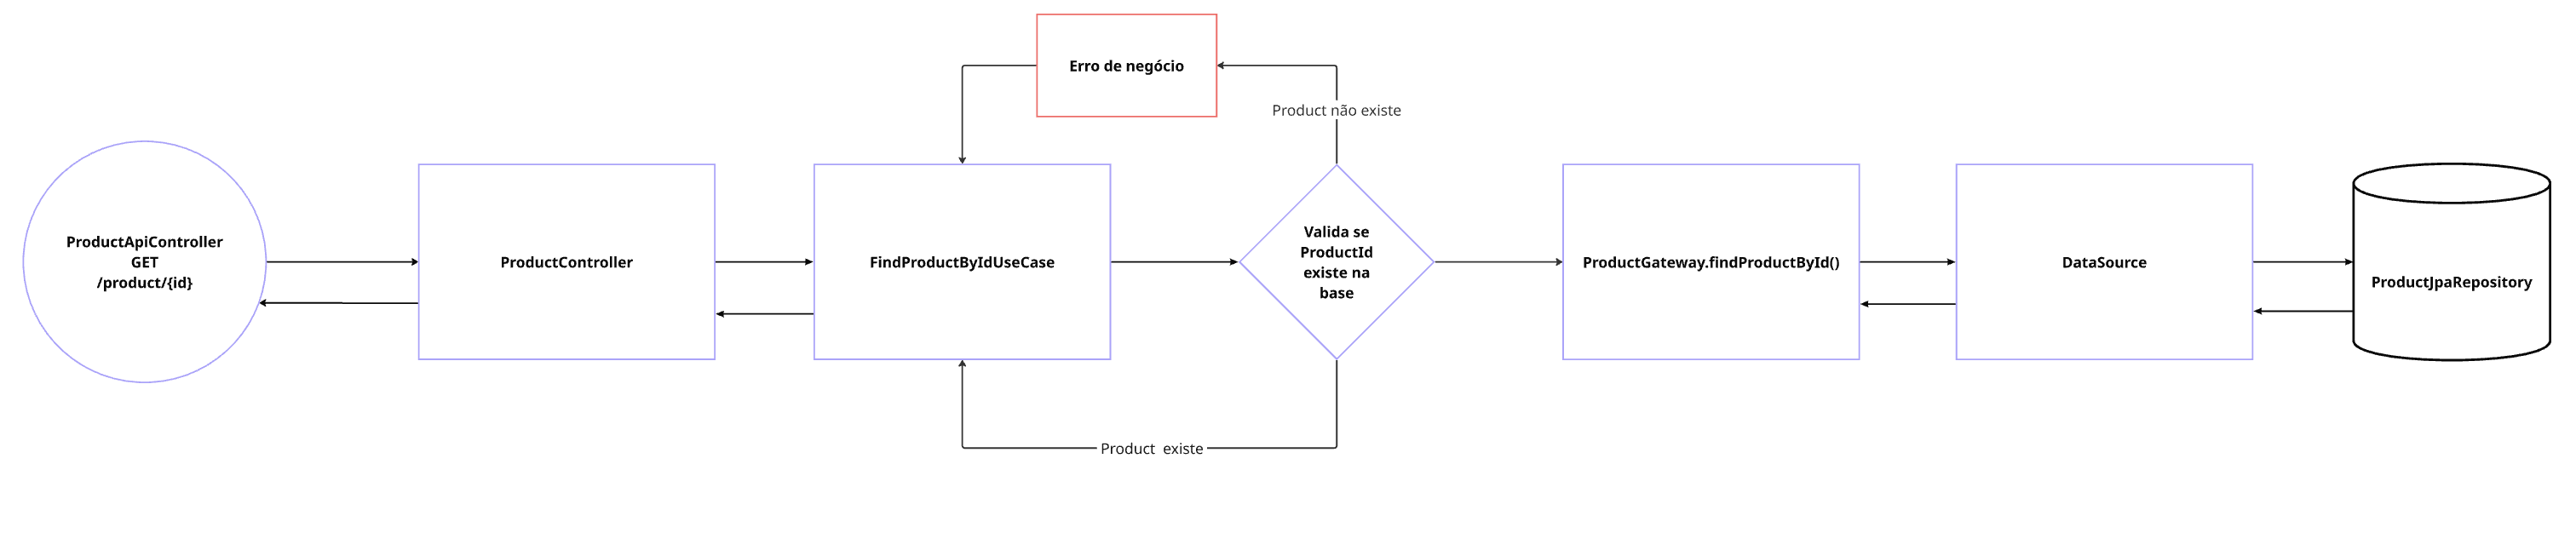 Erro de negócio
Product não existe
ProductApiController
GET
/product/{id}
ProductController
FindProductByIdUseCase
Valida se
ProductId
existe na
base
ProductGateway.findProductById()
DataSource
ProductJpaRepository
Product  existe